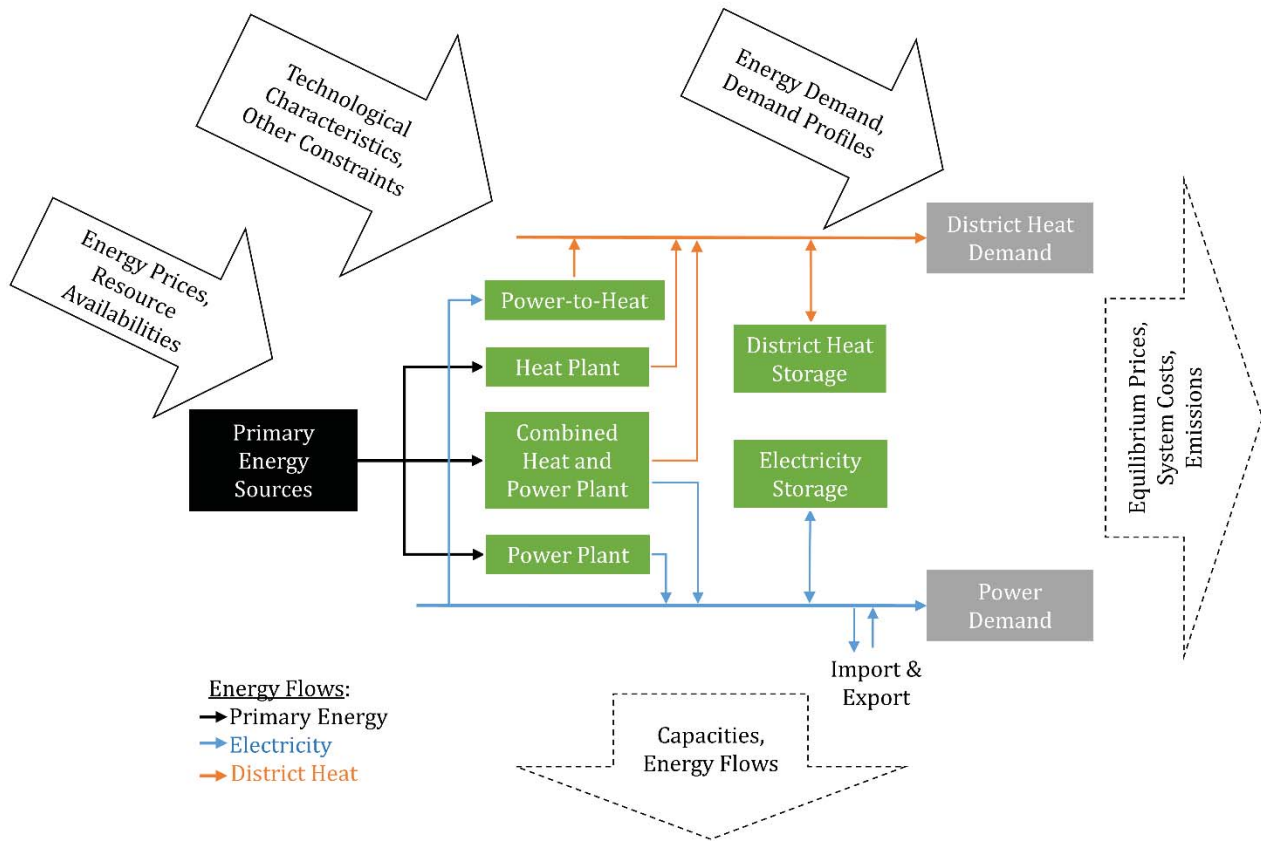 Technological
Characteristics,
Other Constraints
Energy Demand,
Demand Profiles
Energy Prices,
Resource
Availabilities
District Heat
Demand
Power-to-Heat
Heat Plant
District Heat
Storage
Primary
Energy
Sources
Combined
Heat and
Power Plant
Electricity
Storage
Power Plant
Power
Demand
Equilibrium Prices,
System Costs,
Emissions
Import &
Export
Energy Flows:
Primary Energy
Electricity
District Heat
Capacities,
Energy Flows